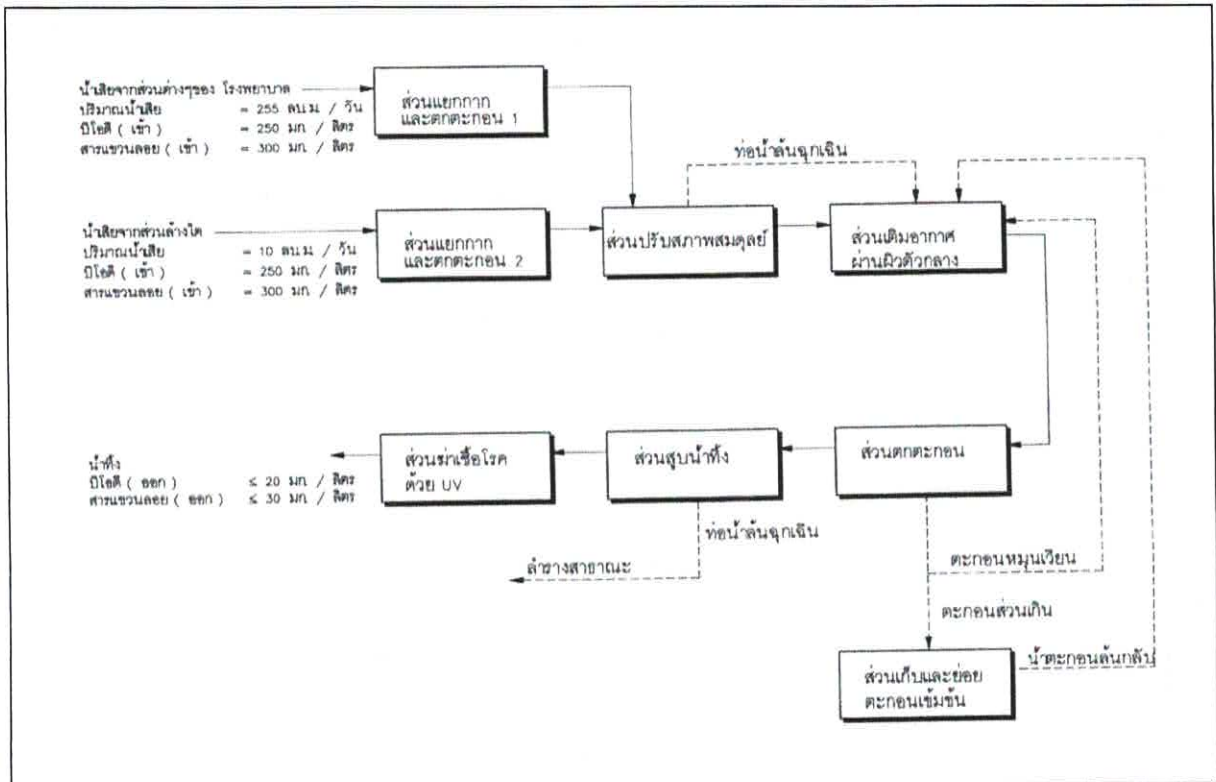 น้ำเสียจากส่วนต่างๆของ โรงพยาบาล
ปริมาณน้ำเสีย = 255 ลบ.ม / วัน
บีโอดี ( เข้า ) = 250 มก. / ลิตร
สารแขวนลอย ( เข้า ) = 300 มก. / ลิตร
ส่วนแยกกาก
และตกตะกอน 1
ท่อน้ำล้นฉุกเฉิน
น้ำเสียจากส่วนล้างไต
ปริมาณน้ำเสีย = 10 ลบ.ม / วัน
บีโอดี ( เข้า ) = 250 มก. / ลิตร
สารแขวนลอย ( เข้า ) = 300 มก. / ลิตร
ส่วนแยกกาก
และตกตะกอน 2
ส่วนปรับสภาพสมดุลย์
ส่วนเติมอากาศ
ผ่านผิวตัวกลาง
น้ำทิ้ง
บีโอดี ( ออก ) ≤ 20 มก. / ลิตร
สารแขวนลอย ( ออก ) ≤ 30 มก. / ลิตร
ส่วนฆ่าเชื้อโรค
ด้วย UV
ส่วนสูบน้ำทิ้ง
ส่วนตกตะกอน
ท่อน้ำล้นฉุกเฉิน
ลำรางสาธาณะ
ตะกอนหมุนเวียน
ตะกอนส่วนเกิน
ส่วนเก็บและย่อย
ตะกอนเข้มข้น
น้ำตะกอนล้นกลับ